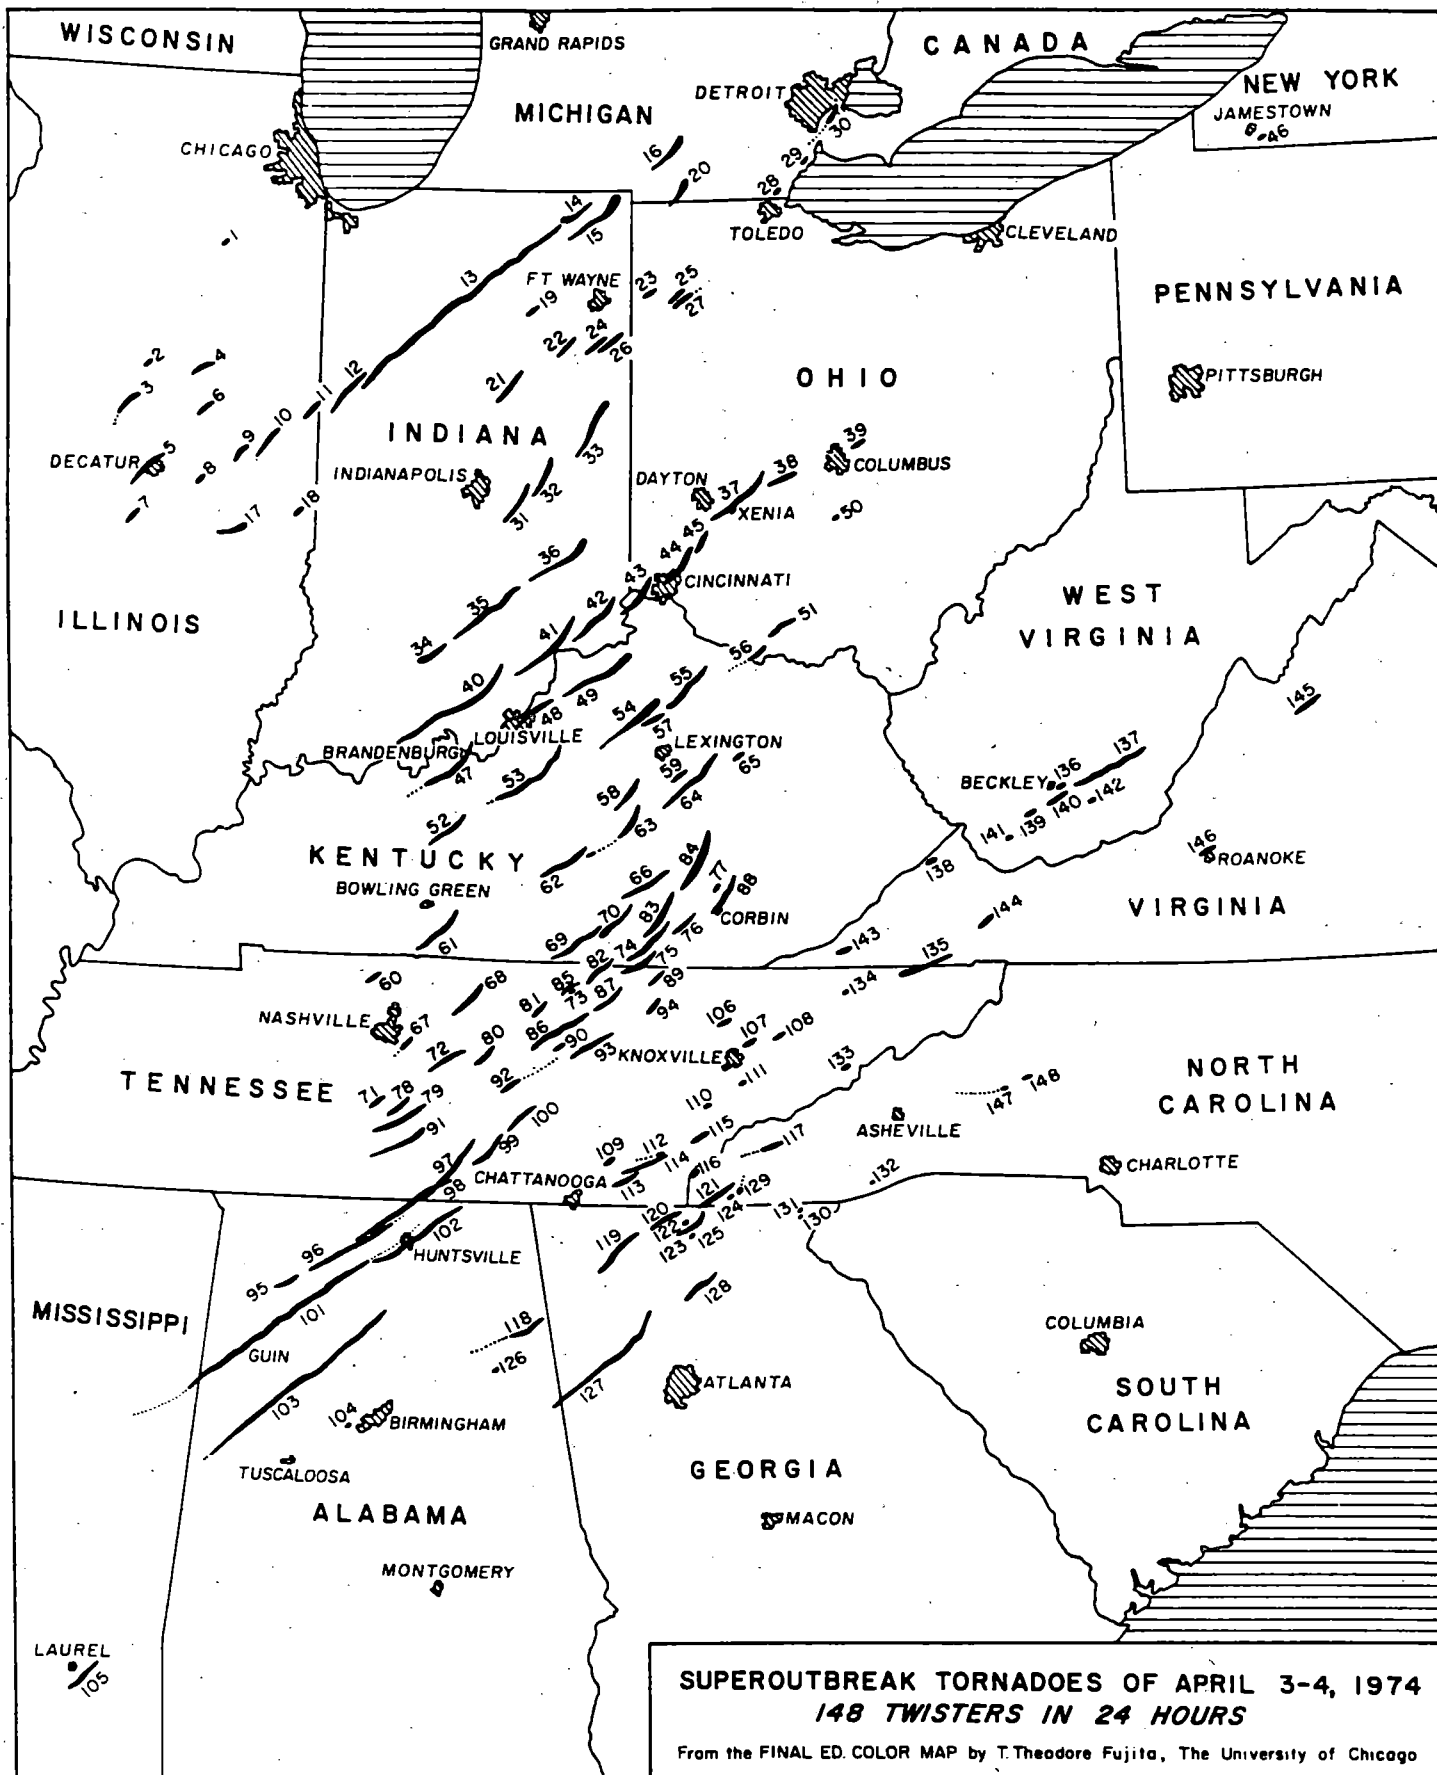 WISCONSIN
GRAND RAPIDS
CANADA
DETROIT
NEW YORK
JAMESTOWN
46
MICHIGAN
30
CHICAGO
16
29
20
28
14
15
TOLEDO
CLEVELAND
1
13
FT WAYNE
23
25
19
27
PENNSYLVANIA
22
24
26
2
4
12
3
11
21
6
OHIO
PITTSBURGH
10
9
INDIANA
33
39
DECATUR
5
8
INDIANAPOLIS
DAYTON
38
COLUMBUS
37
32
7
17
18
31
XENIA
50
45
36
44
43
CINCINNATI
35
42
WEST
VIRGINIA
ILLINOIS
51
34
41
56
40
55
49
145
48
54
57
BRANDENBURG
LOUISVILLE
LEXINGTON
65
137
47
53
59
BECKLEY
136
58
64
140
142
52
63
141
139
KENTUCKY
84
146
ROANOKE
62
138
BOWLING GREEN
66
77
88
70
83
CORBIN
VIRGINIA
144
61
69
74
76
143
135
82
75
60
68
85
89
134
81
73
87
94
NASHVILLE
67
106
107
108
86
90
72
80
93
KNOXVILLE
133
92
111
TENNESSEE
71
78
79
110
147
148
NORTH
CAROLINA
91
100
115
ASHEVILLE
99
109
112
117
97
114
116
CHARLOTTE
98
CHATTANOOGA
113
132
121
129
124
131
130
102
120
122
96
HUNTSVILLE
119
123
125
95
128
MISSISSIPPI
101
118
COLUMBIA
GUIN
126
127
ATLANTA
SOUTH
CAROLINA
103
104
BIRMINGHAM
TUSCALOOSA
GEORGIA
ALABAMA
MACON
MONTGOMERY
LAUREL
105
SUPEROUTBREAK TORNADOES OF APRIL 3-4, 1974
148 TWISTERS IN 24 HOURS
From the FINAL ED. COLOR MAP by T. Theodore Fujita, The University of Chicago